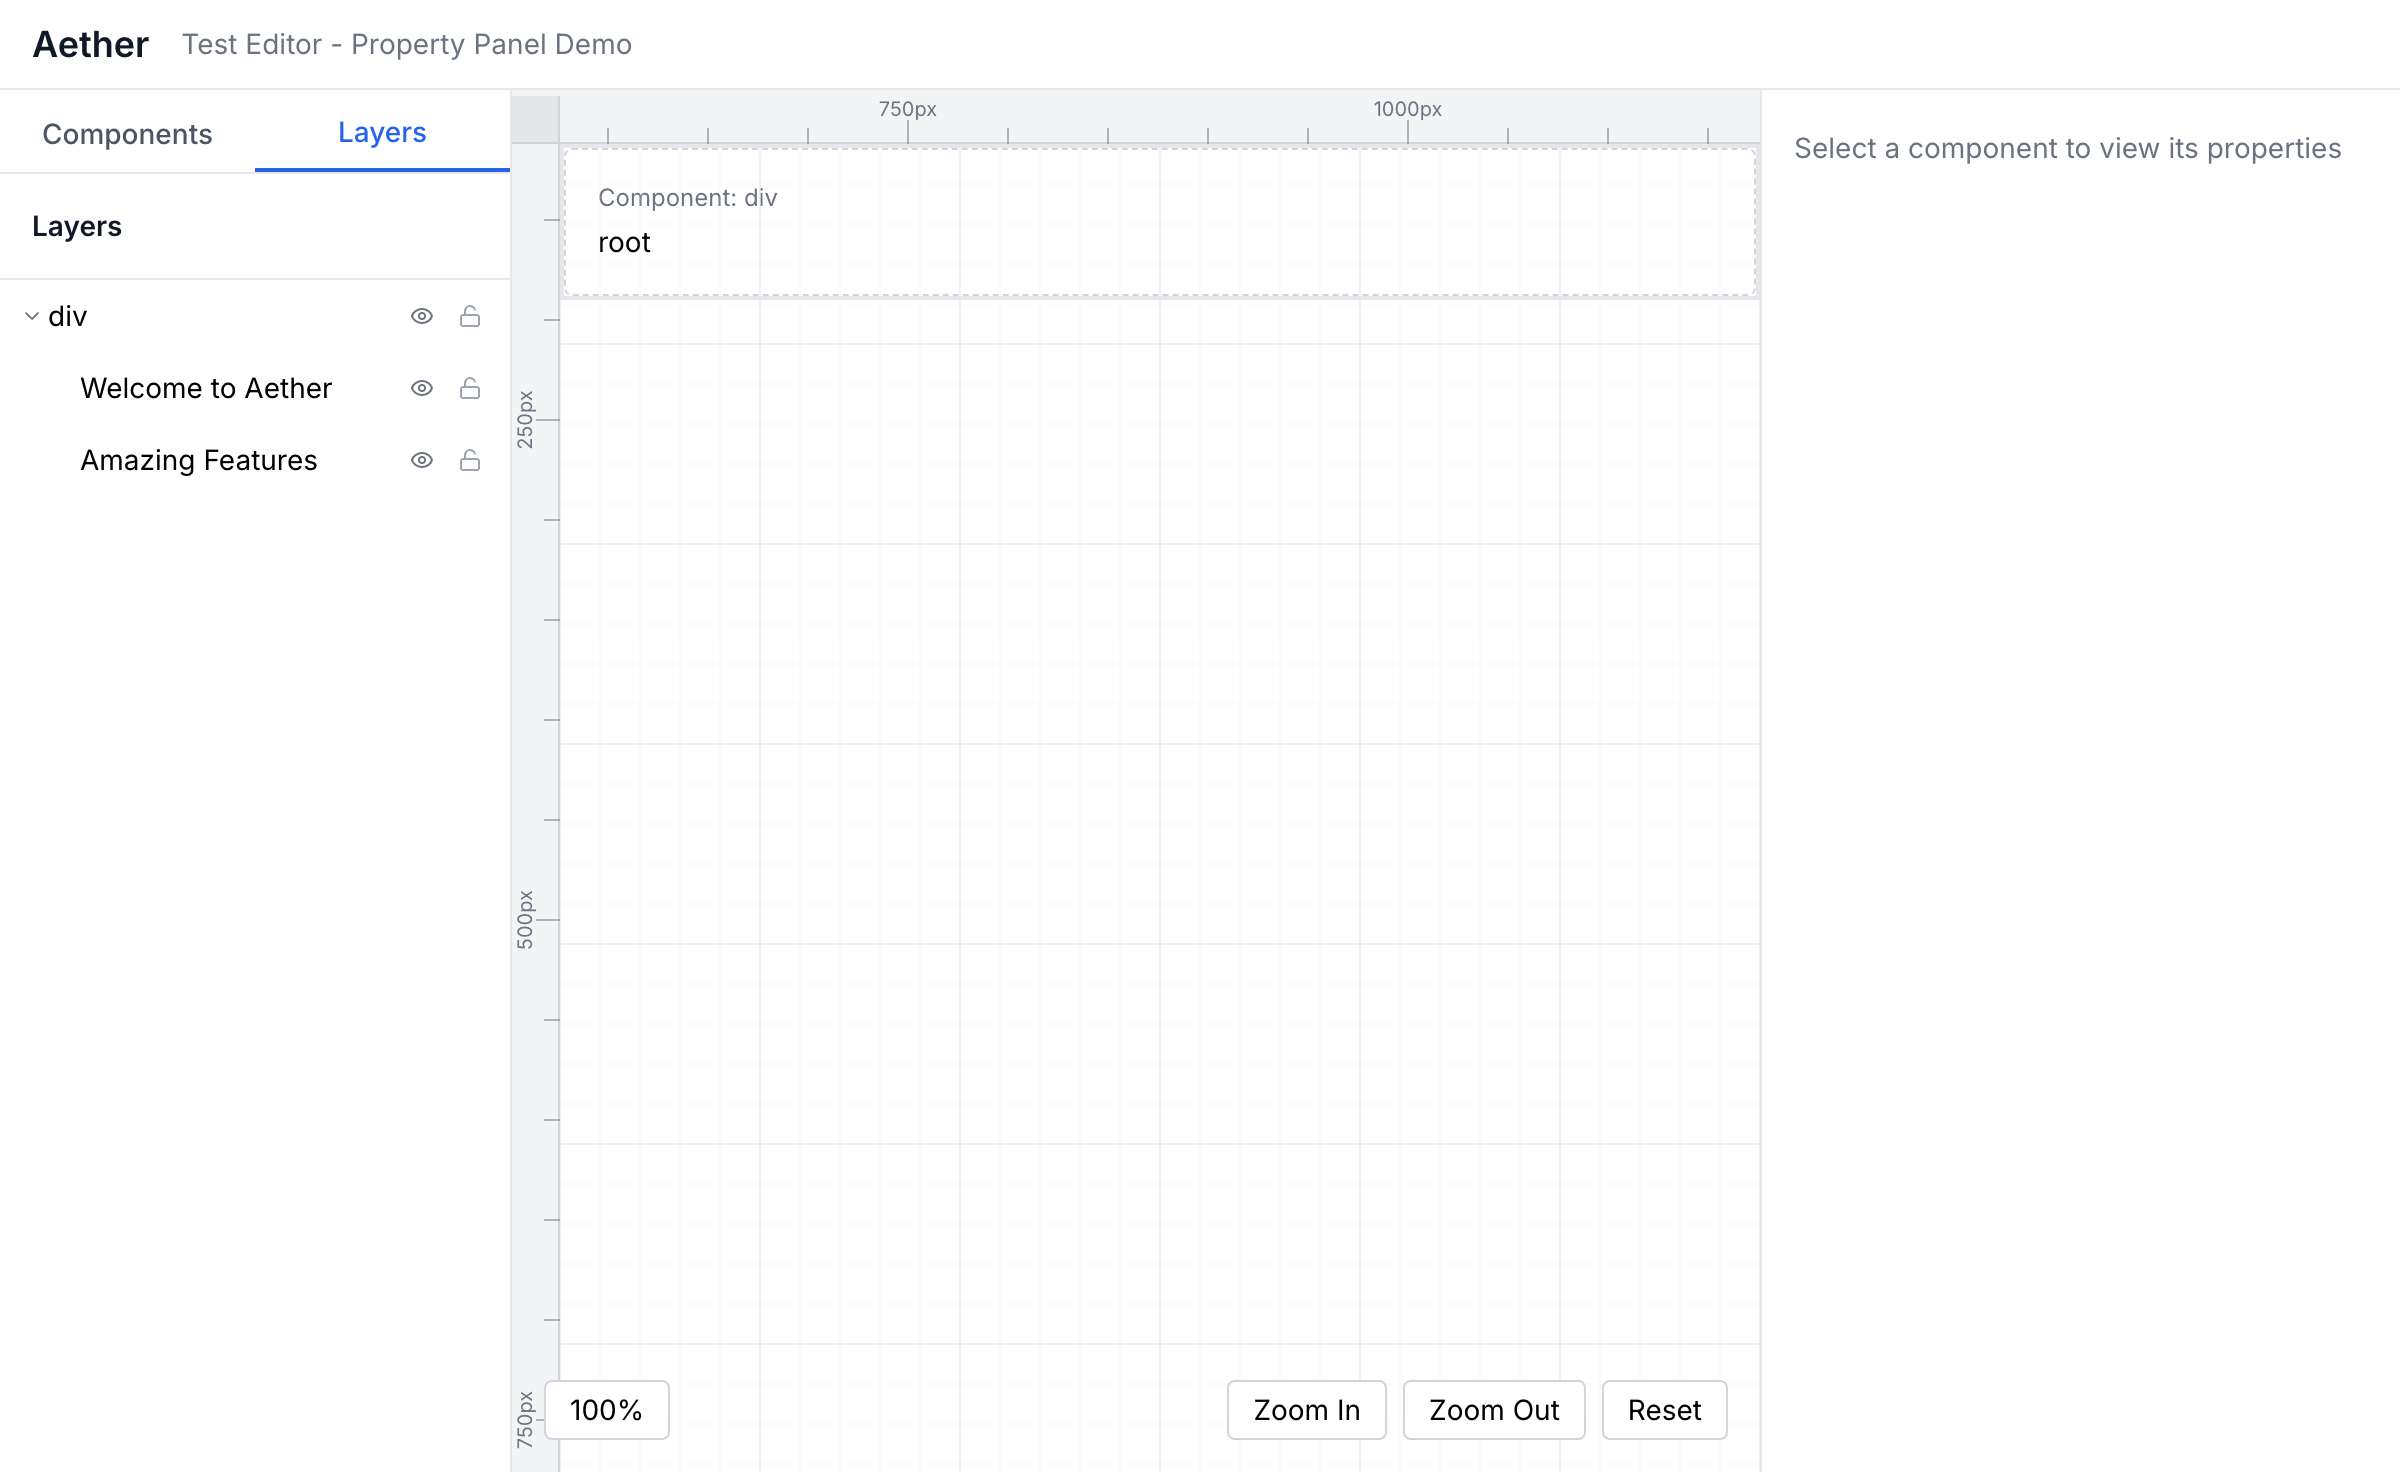 Aether Test Editor - Property Panel Demo
Components Layers
Layers
div
Welcome to Aether
Amazing Features
750px 1000px
250px
500px
750px
Component: div
root
100%
Zoom In Zoom Out Reset
Select a component to view its properties